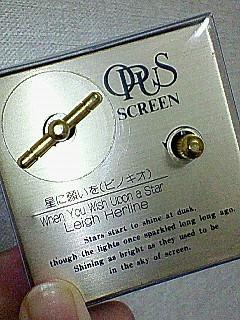 OPUS
SCREEN
星に願いを(ピノキオ)
When You Wish Upon a Star
Leigh Harline
Stars start to shine at dusk,
though the lights once sparkled long long ago.
Shining as bright as they used to be
in the sky of screen.